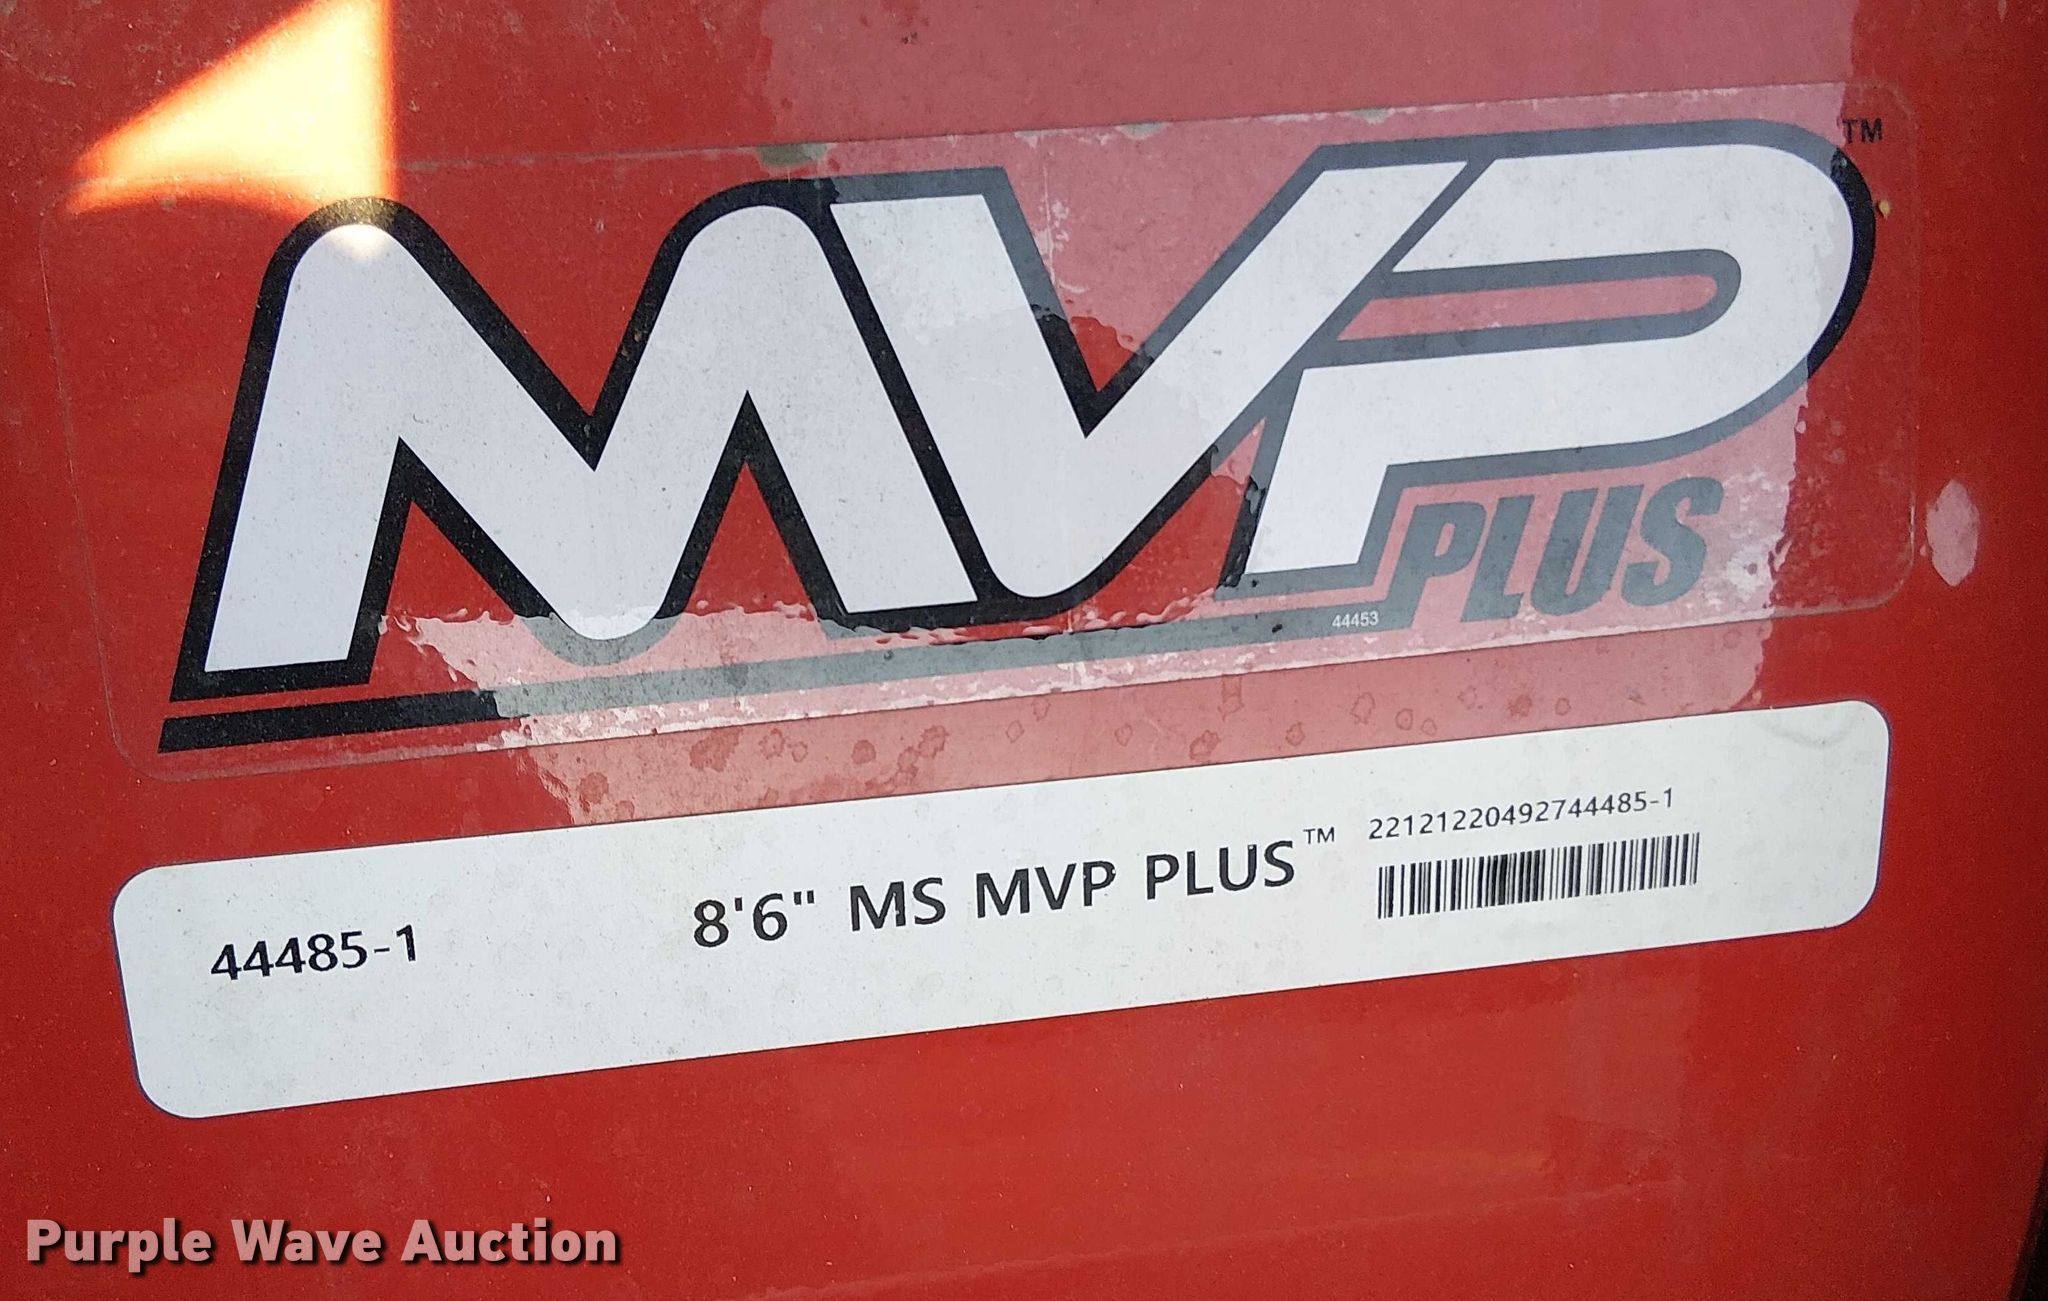 MVP™
PLUS
44453
44485-1 8'6" MS MVP PLUS™ 22121220492744485-1
Purple Wave Auction